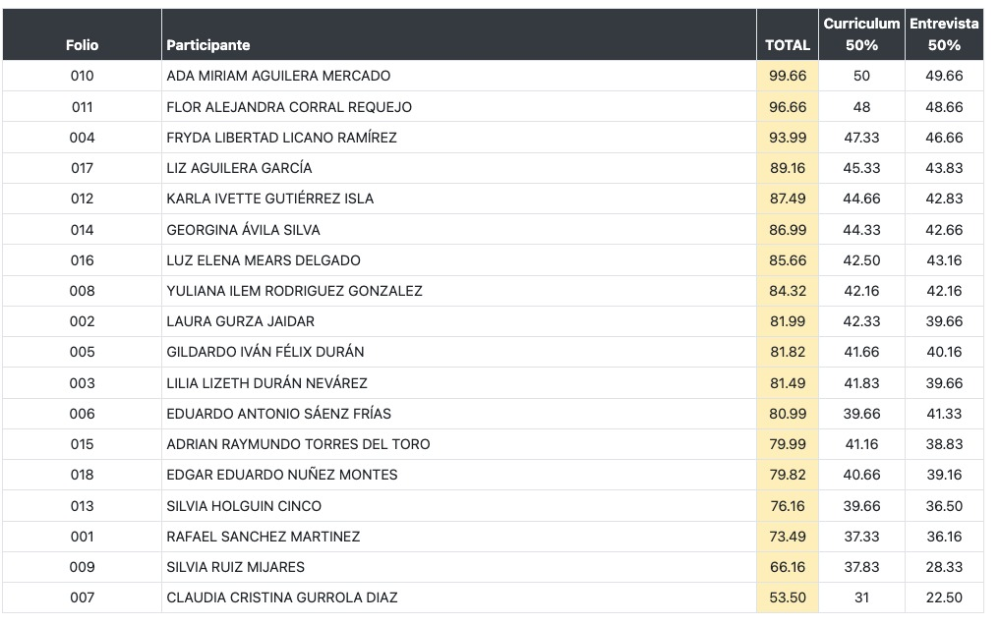 Folio Participante TOTAL Curriculum 50% Entrevista 50%
010 ADA MIRIAM AGUILERA MERCADO 99.66 50 49.66
011 FLOR ALEJANDRA CORRAL REQUEJO 96.66 48 48.66
004 FRYDA LIBERTAD LICANO RAMÍREZ 93.99 47.33 46.66
017 LIZ AGUILERA GARCÍA 89.16 45.33 43.83
012 KARLA IVETTE GUTIÉRREZ ISLA 87.49 44.66 42.83
014 GEORGINA ÁVILA SILVA 86.99 44.33 42.66
016 LUZ ELENA MEARS DELGADO 85.66 42.50 43.16
008 YULIANA ILEM RODRIGUEZ GONZALEZ 84.32 42.16 42.16
002 LAURA GURZA JAIDAR 81.99 42.33 39.66
005 GILDARDO IVÁN FÉLIX DURÁN 81.82 41.66 40.16
003 LILIA LIZETH DURÁN NEVÁREZ 81.49 41.83 39.66
006 EDUARDO ANTONIO SÁENZ FRÍAS 80.99 39.66 41.33
015 ADRIAN RAYMUNDO TORRES DEL TORO 79.99 41.16 38.83
018 EDGAR EDUARDO NUÑEZ MONTES 79.82 40.66 39.16
013 SILVIA HOLGUIN CINCO 76.16 39.66 36.50
001 RAFAEL SANCHEZ MARTINEZ 73.49 37.33 36.16
009 SILVIA RUIZ MIJARES 66.16 37.83 28.33
007 CLAUDIA CRISTINA GURROLA DIAZ 53.50 31 22.50